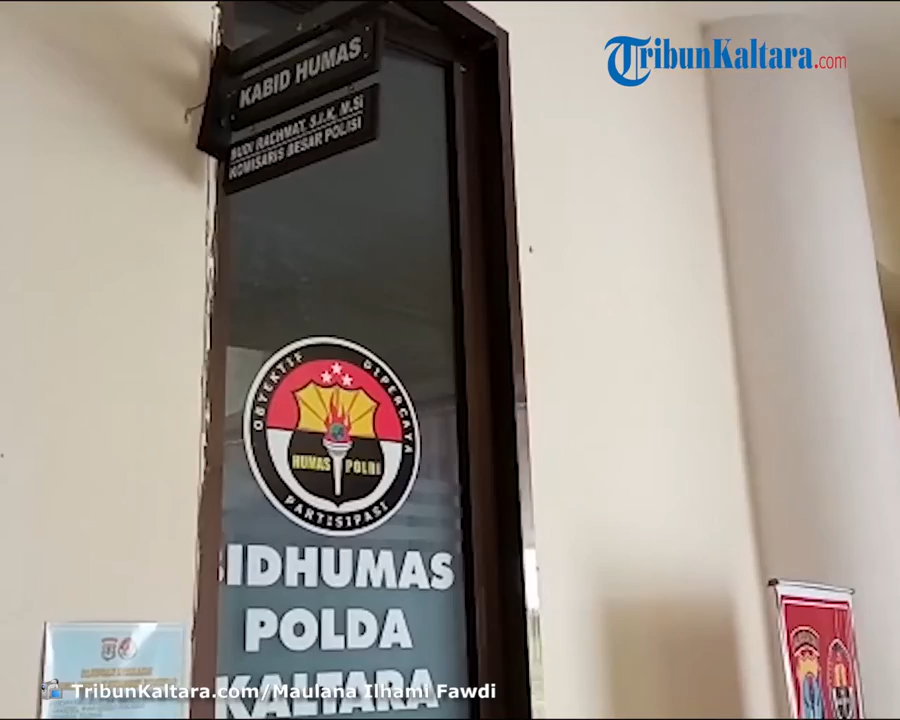 TribunKaltara.com
KABID HUMAS
BUDI RACHMAT, S.I.K, M.Si
KOMISARIS BESAR POLISI
OBYEKTIF DIPERCAYA
HUMAS POLRI
PARTISIPASI
BIDHUMAS
POLDA
KALTARA
TribunKaltara.com/Maulana Ilhami Fawdi